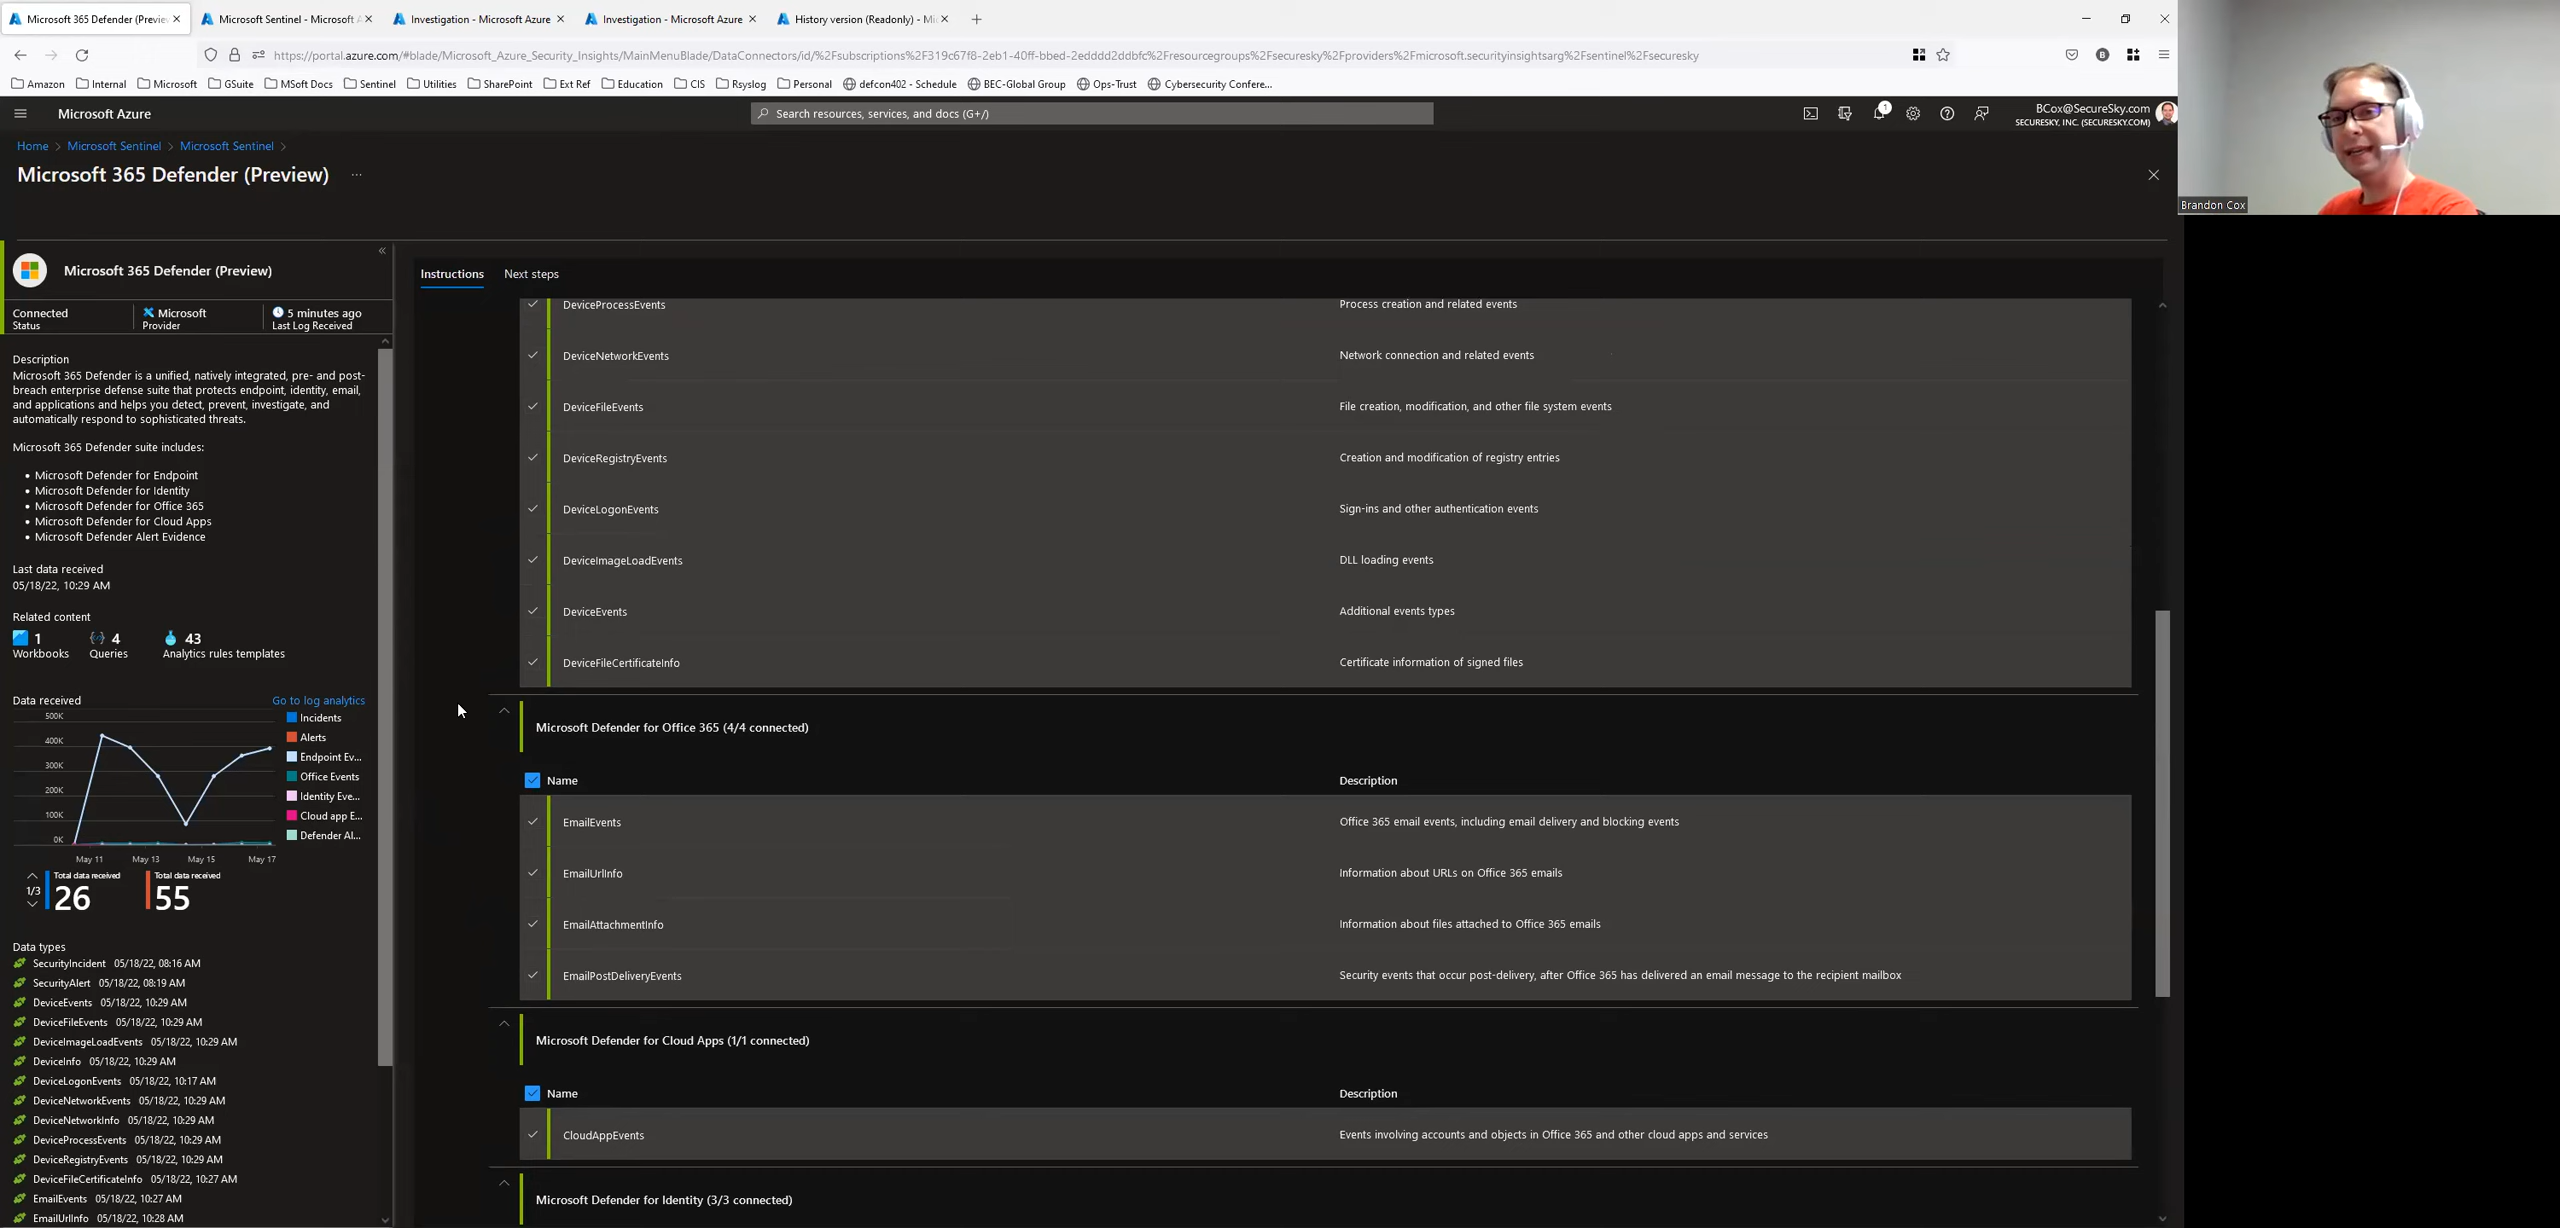 Microsoft 365 Defender (Previe
Microsoft Sentinel - Microsoft A
Investigation - Microsoft Azure
Investigation - Microsoft Azure
History version (Readonly) - Mi
https://portal.azure.com/#blade/Microsoft_Azure_Security_Insights/MainMenuBlade/DataConnectors/id/%2Fsubscriptions%2F319c67f8-2eb1-40ff-bbed-2edddd2ddbfc%2Fresourcegroups%2Fsecuresky%2Fproviders%2Fmicrosoft.securityinsightsarg%2Fsentinel%2Fsecuresky
Amazon Internal Microsoft GSuite MSoft Docs Sentinel Utilities SharePoint Ext Ref Education CIS Rsyslog Personal defcon402 - Schedule BEC-Global Group Ops-Trust Cybersecurity Confere...
Microsoft Azure
Search resources, services, and docs (G+/)
1
BCox@SecureSky.com
SECURESKY, INC. (SECURESKY.COM)
Brandon Cox
Home > Microsoft Sentinel > Microsoft Sentinel >
Microsoft 365 Defender (Preview) ...
Microsoft 365 Defender (Preview)
Connected
Status
Microsoft
Provider
5 minutes ago
Last Log Received
Description
Microsoft 365 Defender is a unified, natively integrated, pre- and post-
breach enterprise defense suite that protects endpoint, identity, email,
and applications and helps you detect, prevent, investigate, and
automatically respond to sophisticated threats.
Microsoft 365 Defender suite includes:
• Microsoft Defender for Endpoint
• Microsoft Defender for Identity
• Microsoft Defender for Office 365
• Microsoft Defender for Cloud Apps
• Microsoft Defender Alert Evidence
Last data received
05/18/22, 10:29 AM
Related content
1
Workbooks
4
Queries
43
Analytics rules templates
Data received
Go to log analytics
500K
400K
300K
200K
100K
0K
May 11 May 13 May 15 May 17
Incidents
Alerts
Endpoint Ev...
Office Events
Identity Eve...
Cloud app E...
Defender Al...
1/3
Total data received
26
Total data received
55
Data types
SecurityIncident 05/18/22, 08:16 AM
SecurityAlert 05/18/22, 08:19 AM
DeviceEvents 05/18/22, 10:29 AM
DeviceFileEvents 05/18/22, 10:29 AM
DeviceImageLoadEvents 05/18/22, 10:29 AM
DeviceInfo 05/18/22, 10:29 AM
DeviceLogonEvents 05/18/22, 10:17 AM
DeviceNetworkEvents 05/18/22, 10:29 AM
DeviceNetworkInfo 05/18/22, 10:29 AM
DeviceProcessEvents 05/18/22, 10:29 AM
DeviceRegistryEvents 05/18/22, 10:29 AM
DeviceFileCertificateInfo 05/18/22, 10:27 AM
EmailEvents 05/18/22, 10:27 AM
EmailUrlInfo 05/18/22, 10:28 AM
Instructions Next steps
DeviceProcessEvents Process creation and related events
DeviceNetworkEvents Network connection and related events
DeviceFileEvents File creation, modification, and other file system events
DeviceRegistryEvents Creation and modification of registry entries
DeviceLogonEvents Sign-ins and other authentication events
DeviceImageLoadEvents DLL loading events
DeviceEvents Additional events types
DeviceFileCertificateInfo Certificate information of signed files
Microsoft Defender for Office 365 (4/4 connected)
Name Description
EmailEvents Office 365 email events, including email delivery and blocking events
EmailUrlInfo Information about URLs on Office 365 emails
EmailAttachmentInfo Information about files attached to Office 365 emails
EmailPostDeliveryEvents Security events that occur post-delivery, after Office 365 has delivered an email message to the recipient mailbox
Microsoft Defender for Cloud Apps (1/1 connected)
Name Description
CloudAppEvents Events involving accounts and objects in Office 365 and other cloud apps and services
Microsoft Defender for Identity (3/3 connected)